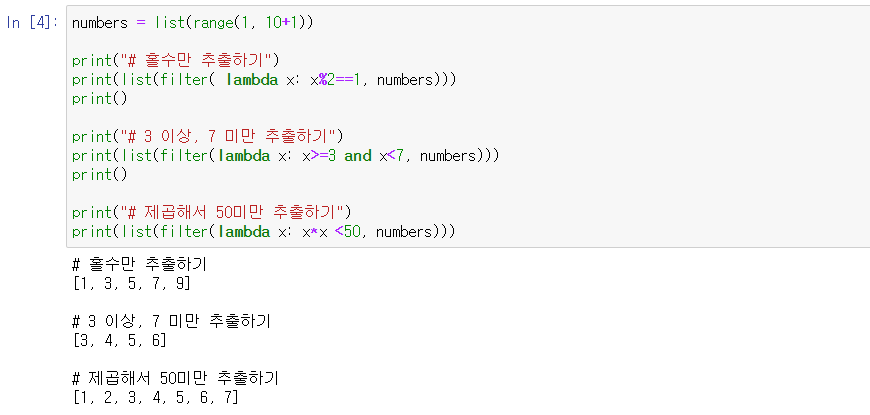 In [4]: numbers = list(range(1, 10+1))
print("# 홀수만 추출하기")
print(list(filter( lambda x: x%2==1, numbers)))
print()
print("# 3 이상, 7 미만 추출하기")
print(list(filter(lambda x: x>=3 and x<7, numbers)))
print()
print("# 제곱해서 50미만 추출하기")
print(list(filter(lambda x: x*x <50, numbers)))
# 홀수만 추출하기
[1, 3, 5, 7, 9]
# 3 이상, 7 미만 추출하기
[3, 4, 5, 6]
# 제곱해서 50미만 추출하기
[1, 2, 3, 4, 5, 6, 7]